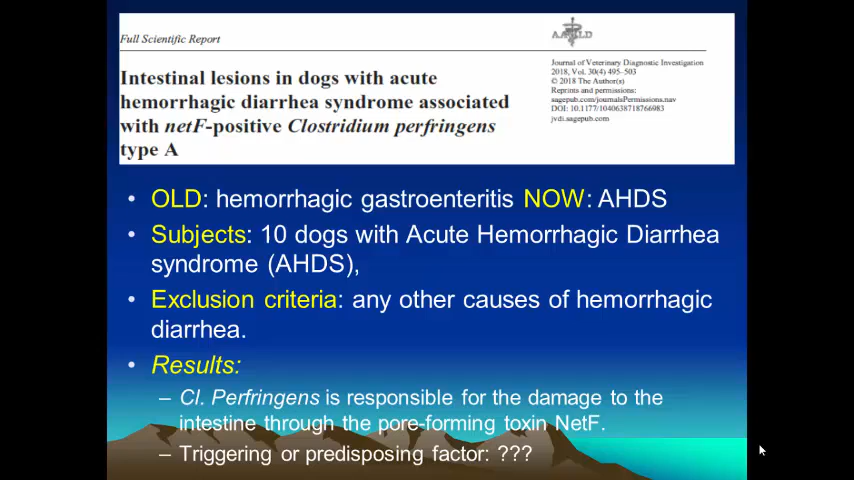 Full Scientific Report
Intestinal lesions in dogs with acute
hemorrhagic diarrhea syndrome associated
with netF-positive Clostridium perfringens
type A
Journal of Veterinary Diagnostic Investigation
2018, Vol. 30(4) 495–503
© 2018 The Author(s)
Reprints and permissions:
sagepub.com/journalsPermissions.nav
DOI: 10.1177/1040638718766983
jvdi.sagepub.com
• OLD: hemorrhagic gastroenteritis NOW: AHDS
• Subjects: 10 dogs with Acute Hemorrhagic Diarrhea
syndrome (AHDS),
• Exclusion criteria: any other causes of hemorrhagic
diarrhea.
• Results:
– Cl. Perfringens is responsible for the damage to the
intestine through the pore-forming toxin NetF.
– Triggering or predisposing factor: ???